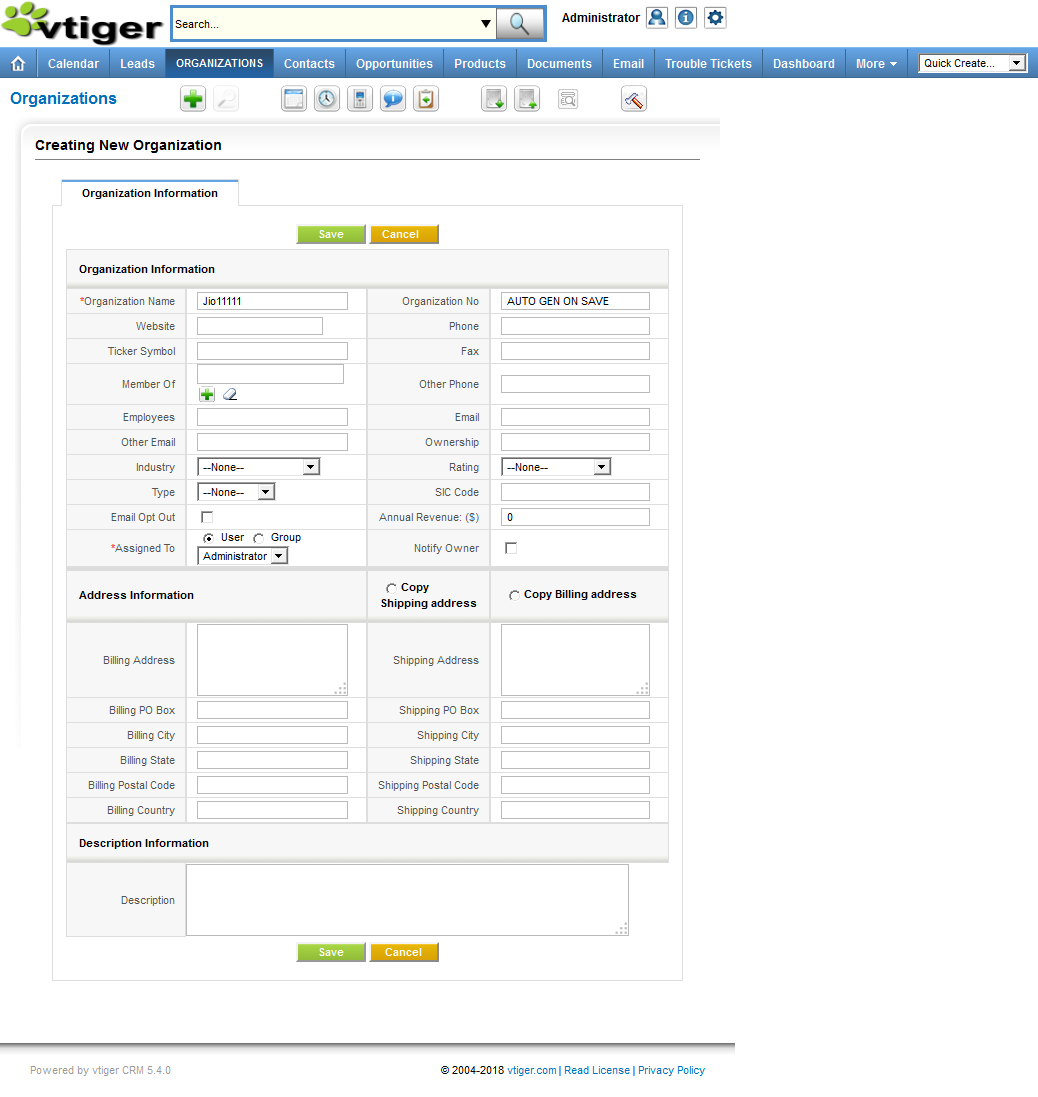 vtiger
Search...
Administrator
Calendar Leads ORGANIZATIONS Contacts Opportunities Products Documents Email Trouble Tickets Dashboard More Quick Create...
Organizations
Creating New Organization
Organization Information
Save Cancel
Organization Information
*Organization Name Jio11111 Organization No AUTO GEN ON SAVE
Website Phone
Ticker Symbol Fax
Member Of Other Phone
Employees Email
Other Email Ownership
Industry --None-- Rating --None--
Type --None-- SIC Code
Email Opt Out Annual Revenue: ($) 0
*Assigned To User Group Notify Owner
Administrator
Address Information Copy Shipping address Copy Billing address
Billing Address Shipping Address
Billing PO Box Shipping PO Box
Billing City Shipping City
Billing State Shipping State
Billing Postal Code Shipping Postal Code
Billing Country Shipping Country
Description Information
Description
Save Cancel
Powered by vtiger CRM 5.4.0 © 2004-2018 vtiger.com | Read License | Privacy Policy